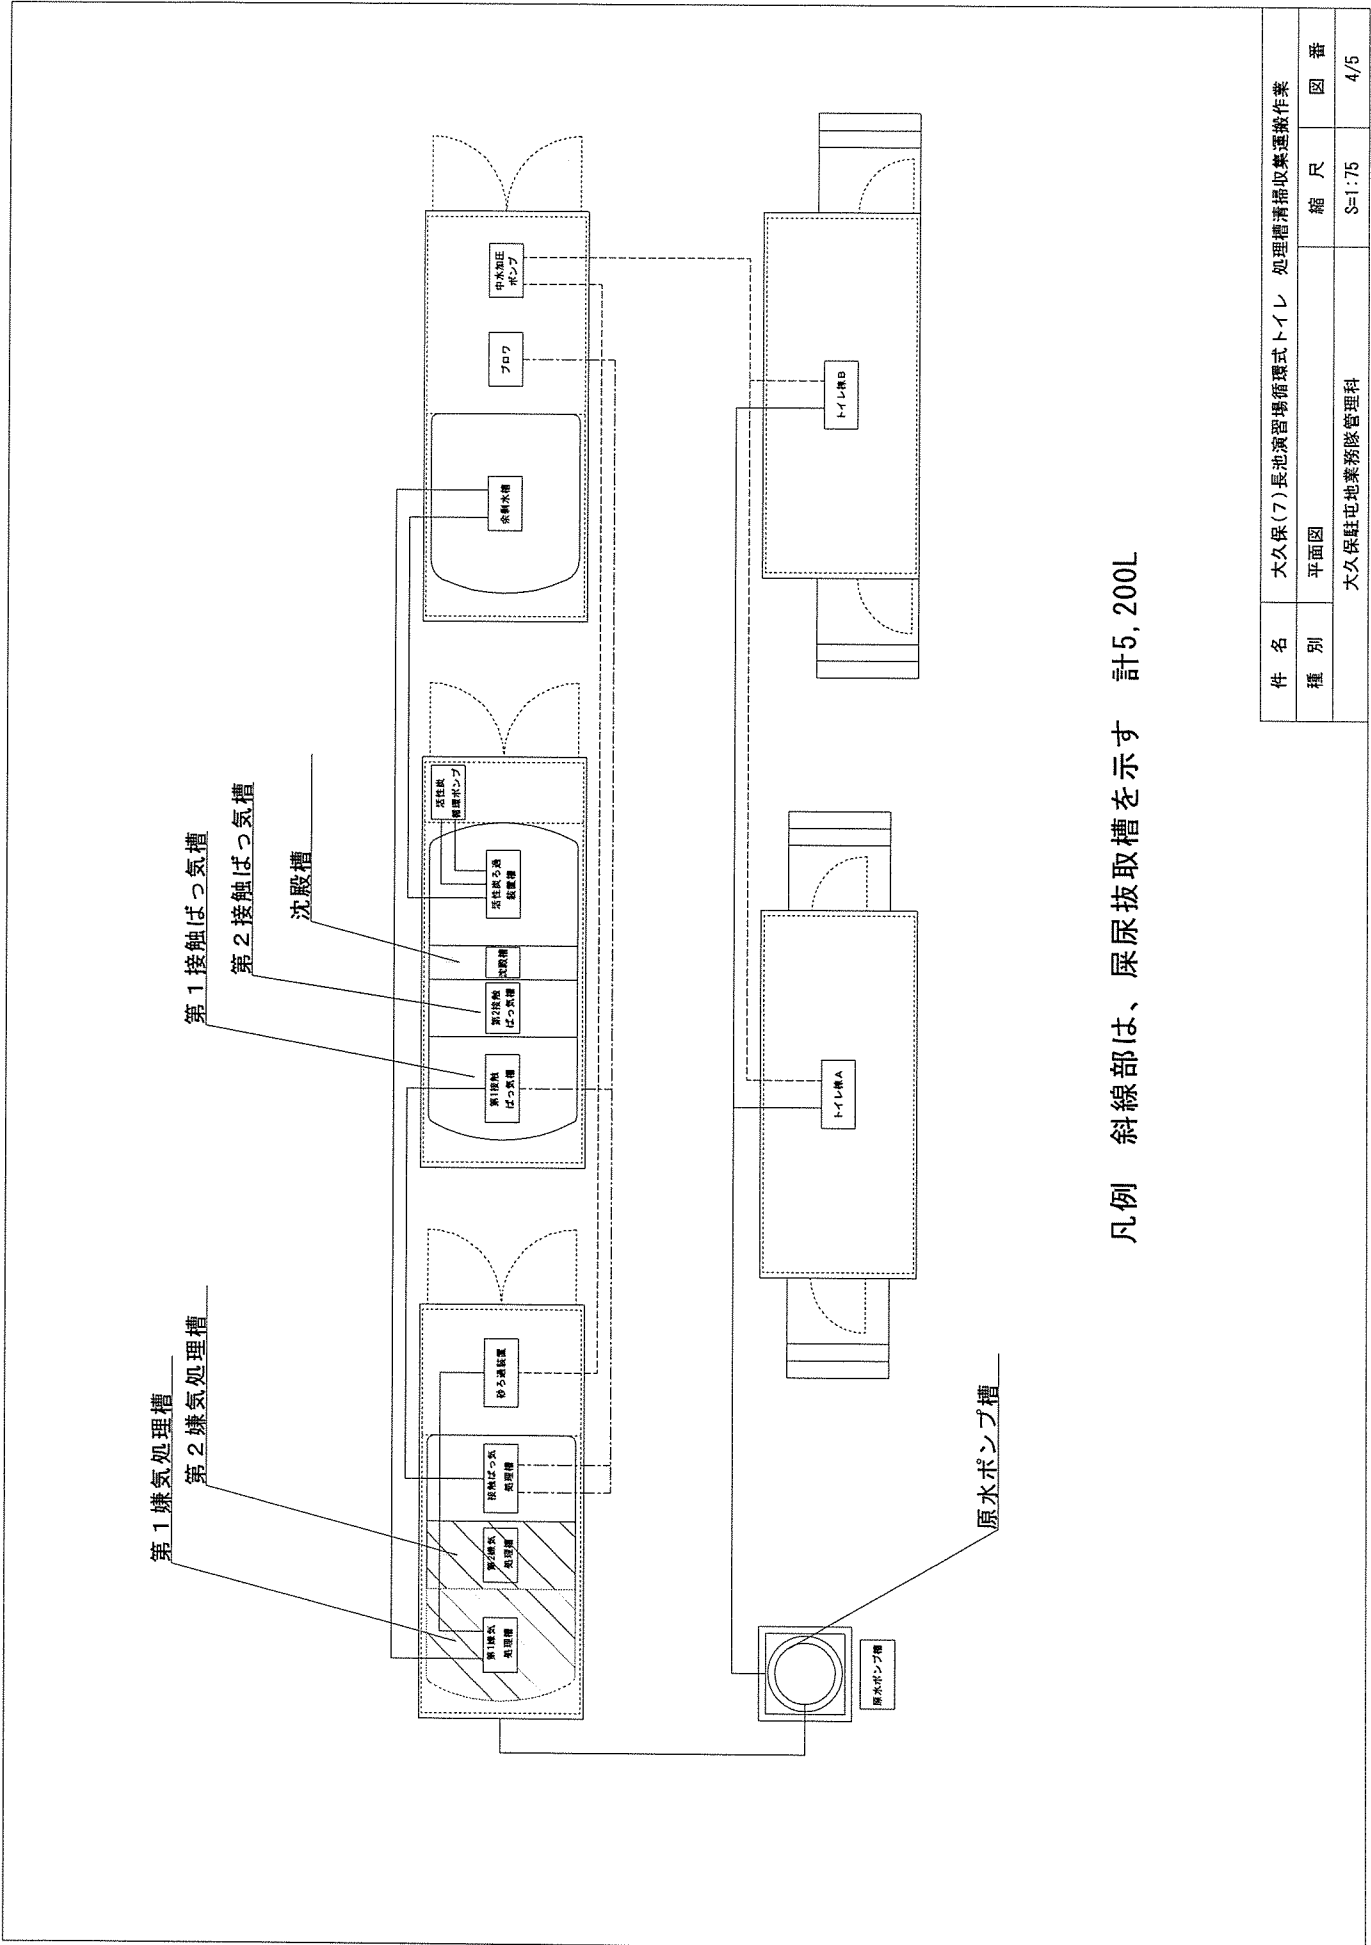 第1嫌気処理槽
第2嫌気処理槽
第1接触ばっ気槽
第2接触ばっ気槽
沈殿槽
第1嫌気
処理槽
第2嫌気
処理槽
接触ばっ気
処理槽
砂ろ過装置
第1接触
ばっ気槽
第2接触
ばっ気槽
沈殿槽
活性炭ろ過
装置槽
活性炭
循環ポンプ
余剰水槽
ブロワ
中水加圧
ポンプ
原水ポンプ槽
原水ポンプ槽
トイレ棟A
トイレ棟B
凡例 斜線部は、屎尿抜取槽を示す 計5,200L
件 名 大久保(7)長池演習場循環式トイレ 処理槽清掃収集運搬作業
種 別 平面図 縮 尺 図 番
大久保駐屯地業務隊管理科 S=1:75 4/5